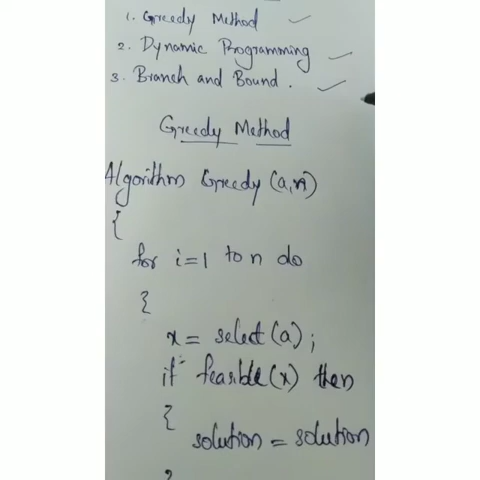 1. Greedy Method
2. Dynamic Programming
3. Branch and Bound.
Greedy Method
Algorithm Greedy (a,n)
{
for i=1 to n do
{
x = select(a);
if feasible(x) then
{
solution = solution